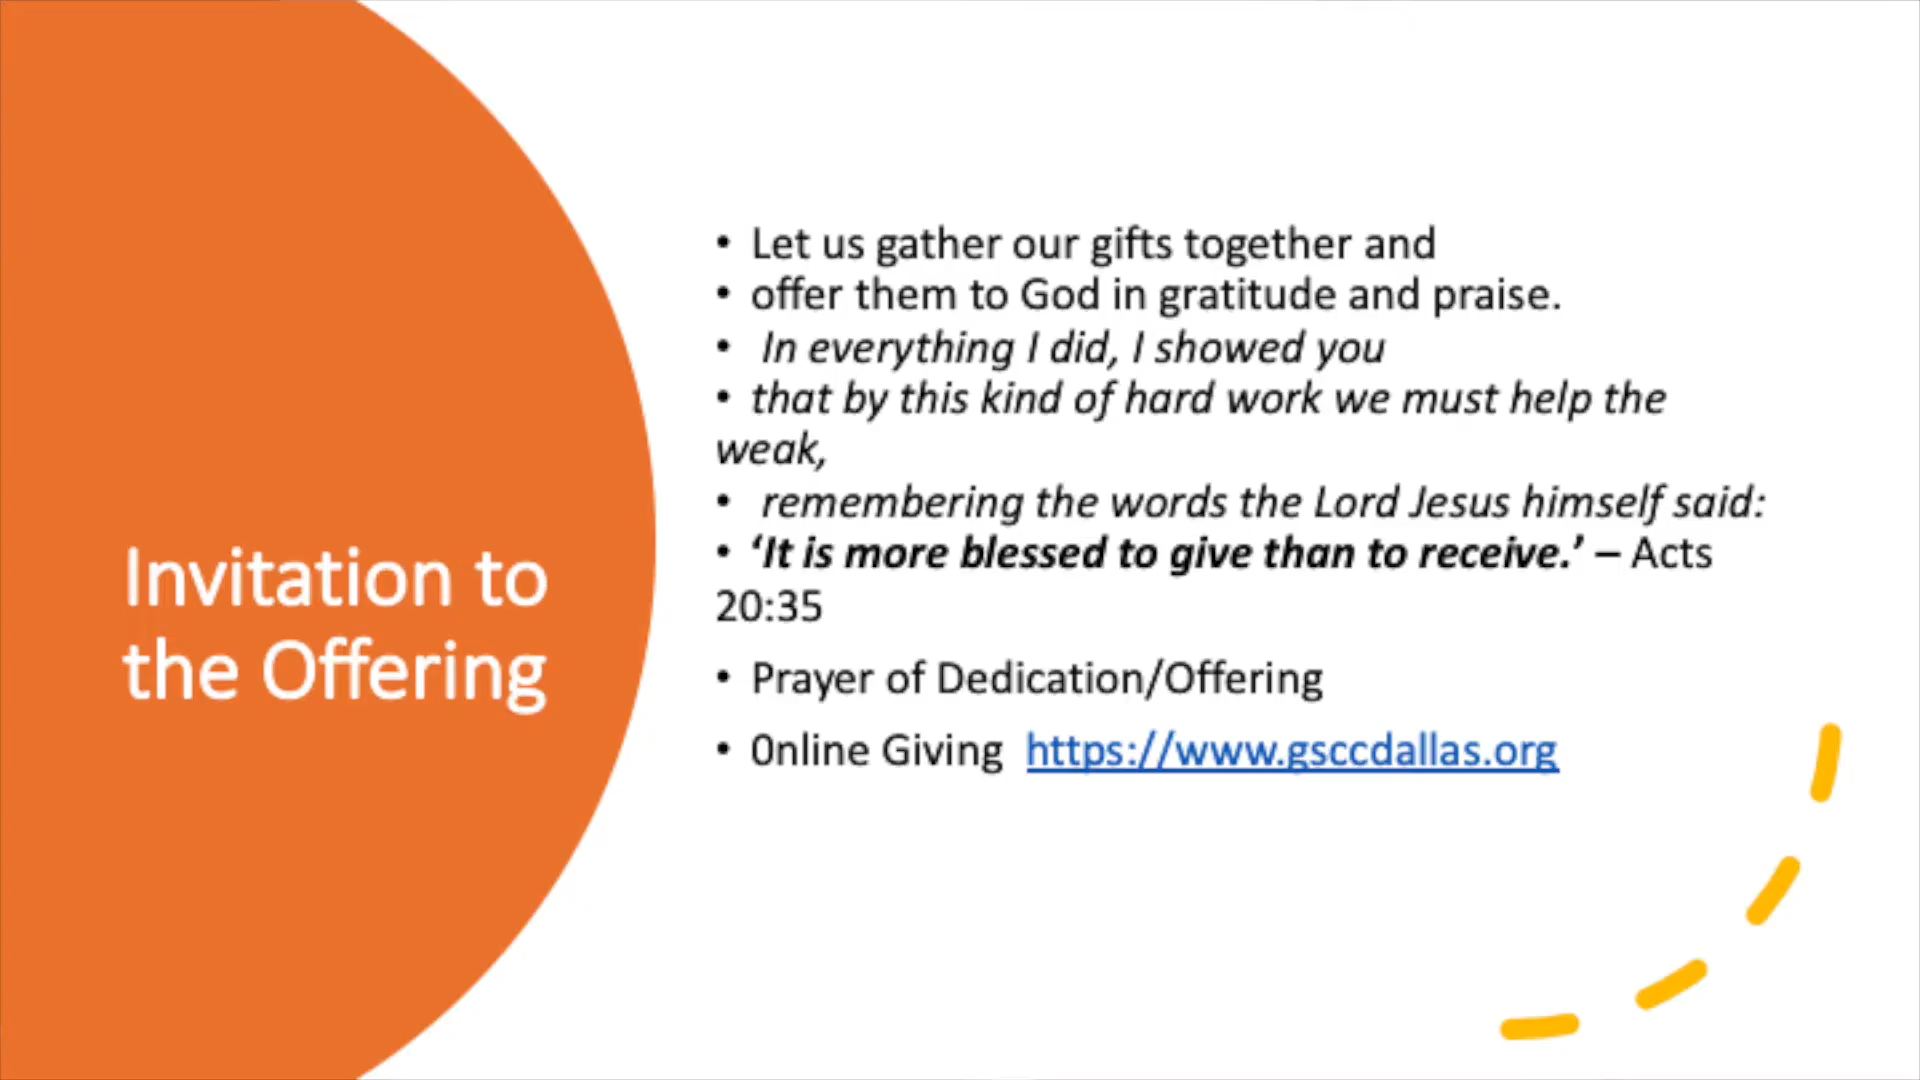 Invitation to
the Offering
• Let us gather our gifts together and
• offer them to God in gratitude and praise.
• In everything I did, I showed you
• that by this kind of hard work we must help the
weak,
• remembering the words the Lord Jesus himself said:
• ‘It is more blessed to give than to receive.’ – Acts
20:35
• Prayer of Dedication/Offering
• 0nline Giving https://www.gsccdallas.org